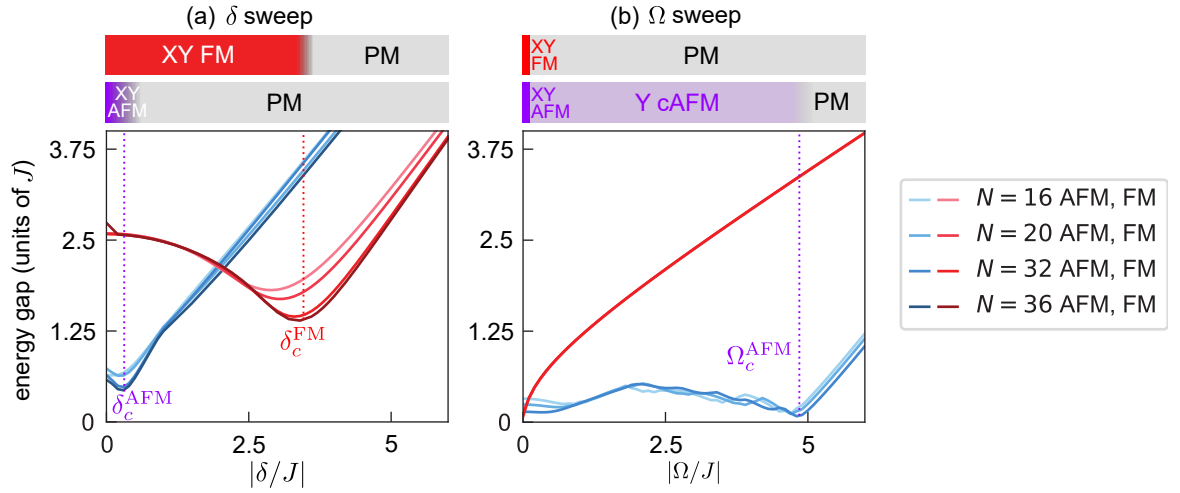 (a) δ sweep
XY FM
PM
XY
AFM
PM
energy gap (units of J)
3.75
2.5
1.25
0
δ_c^AFM
δ_c^FM
0
2.5
5
|δ/J|
(b) Ω sweep
XY
FM
PM
XY
AFM
Y cAFM
PM
3.75
2.5
1.25
0
Ω_c^AFM
0
2.5
5
|Ω/J|
N = 16 AFM, FM
N = 20 AFM, FM
N = 32 AFM, FM
N = 36 AFM, FM